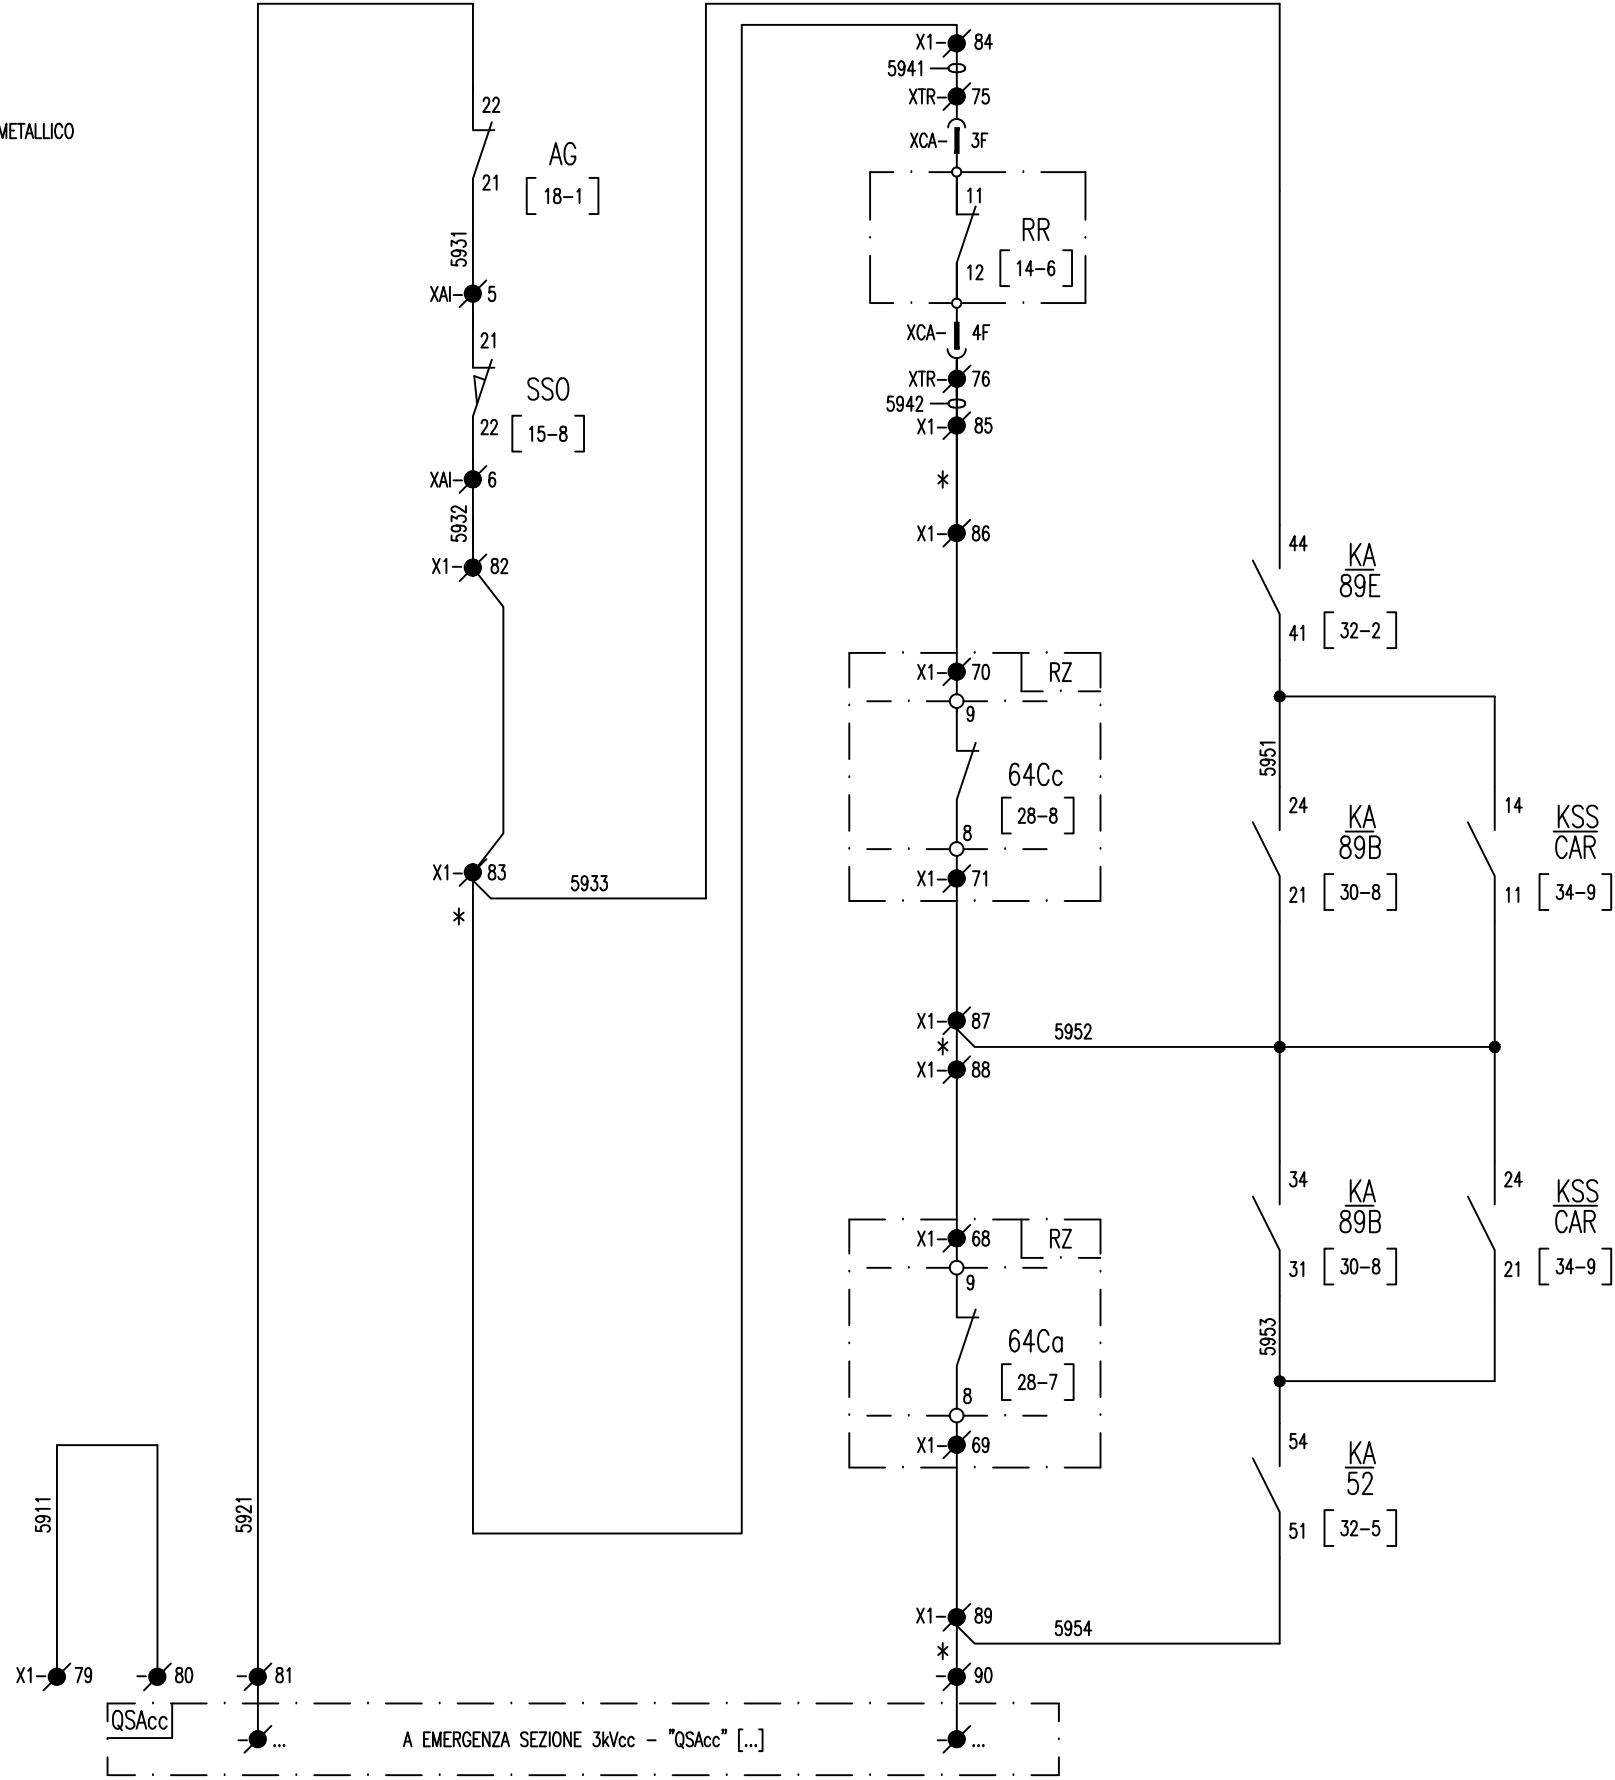 METALLICO
22
AG
21
[18-1]
5931
XAI- 5
21
SSO
22
[15-8]
XAI- 6
5932
X1- 82
X1- 83
5933
*
X1- 84
5941
XTR- 75
XCA- 3F
11
RR
12
[14-6]
XCA- 4F
XTR- 76
5942
X1- 85
*
X1- 86
X1- 70
RZ
9
64Cc
[28-8]
8
X1- 71
X1- 87
5952
*
X1- 88
X1- 68
RZ
9
64Ca
[28-7]
8
X1- 69
X1- 89
5954
*
- 90
44
KA
89E
41
[32-2]
5951
24
KA
89B
21
[30-8]
14
KSS
CAR
11
[34-9]
34
KA
89B
31
[30-8]
24
KSS
CAR
21
[34-9]
5953
54
KA
52
51
[32-5]
5911
5921
X1- 79
- 80
- 81
QSAcc
- ...
A EMERGENZA SEZIONE 3kVcc - "QSAcc" [...]
- ...